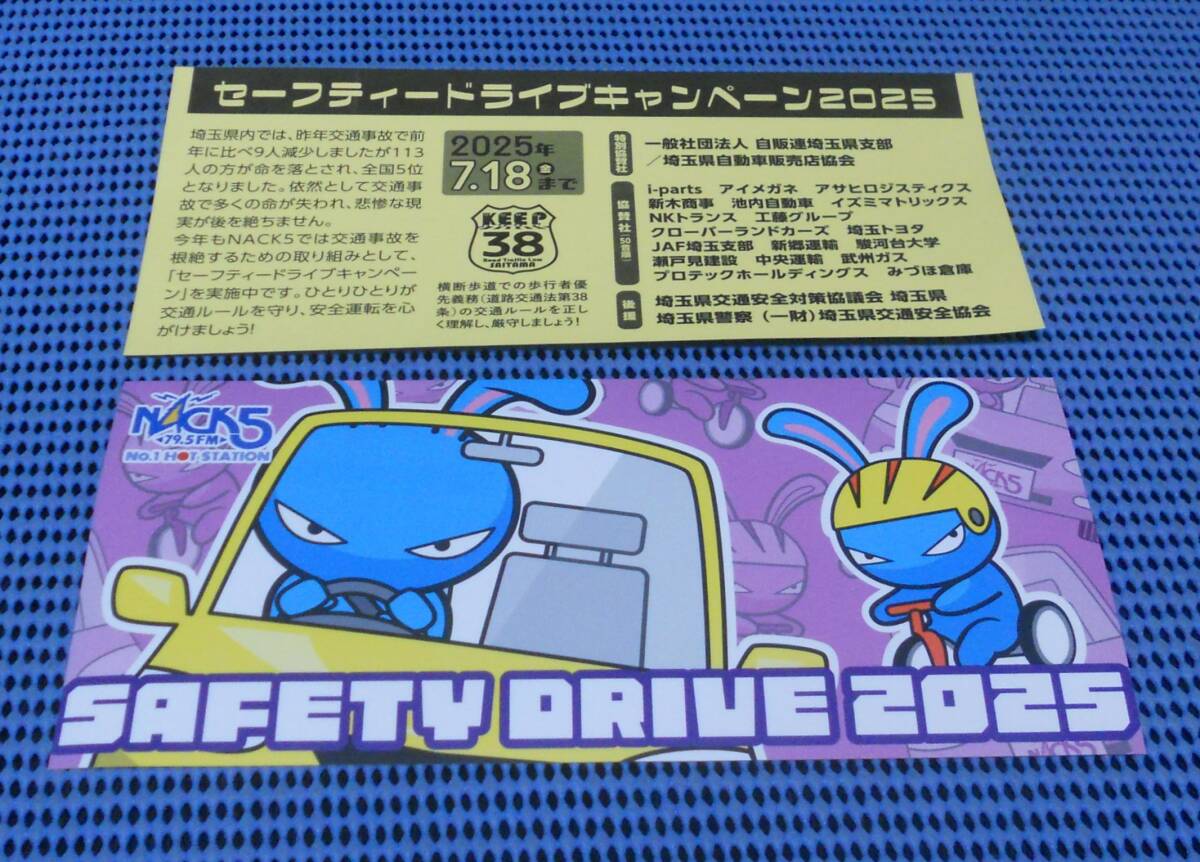 セーフティードライブキャンペーン2025
埼玉県内では、昨年交通事故で前
年に比べ9人減少しましたが113
人の方が命を落とされ、全国5位
となりました。依然として交通事
故で多くの命が失われ、悲惨な現
実が後を絶ちません。
今年もNACK5では交通事故を
根絶するための取り組みとして、
「セーフティードライブキャンペー
ン」を実施中です。ひとりひとりが
交通ルールを守り、安全運転を心
がけましょう!
2025年
7.18金まで
KEEP
38
Road Traffic Law
SAITAMA
横断歩道での歩行者優
先義務(道路交通法第38
条)の交通ルールを正し
く理解し、厳守しましょう!
特別協賛社
一般社団法人 自販連埼玉県支部
/埼玉県自動車販売店協会
協賛社(50音順)
i-parts アイメガネ アサヒロジスティクス
新木商事 池内自動車 イズミマトリックス
NKトランス 工藤グループ
クローバーランドカーズ 埼玉トヨタ
JAF埼玉支部 新郷運輸 駿河台大学
瀬戸見建設 中央運輸 武州ガス
プロテックホールディングス みづほ倉庫
後援
埼玉県交通安全対策協議会 埼玉県
埼玉県警察 (一財)埼玉県交通安全協会
NACK5
79.5FM
No.1 HOT STATION
NACK5
SAFETY DRIVE 2025
NACK5